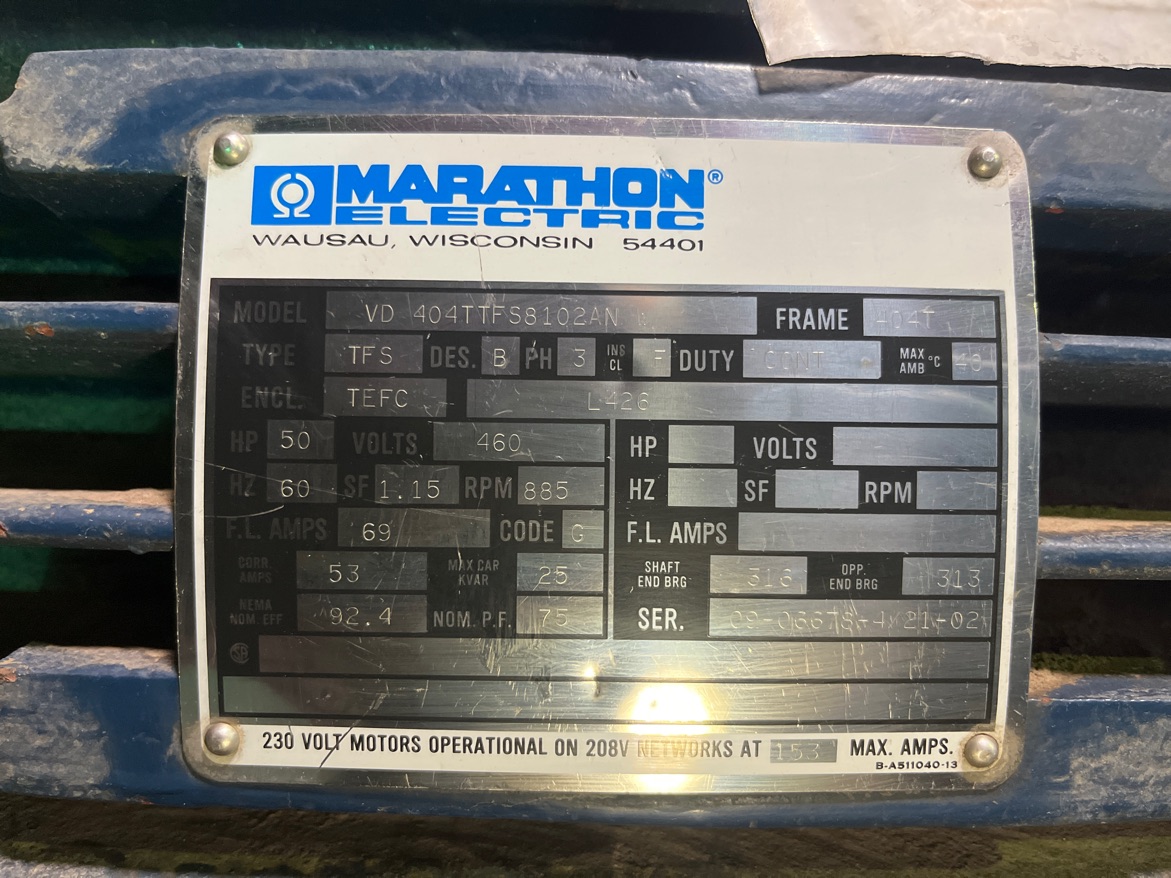 MARATHON®
ELECTRIC
WAUSAU, WISCONSIN 54401
MODEL VD 404TTFS8102AN FRAME 404T
TYPE TFS DES. B PH 3 INS CL F DUTY CONT MAX AMB °C 40
ENCL. TEFC L426
HP 50 VOLTS 460 HP VOLTS
HZ 60 SF 1.15 RPM 885 HZ SF RPM
F.L. AMPS 69 CODE G F.L. AMPS
CORR. AMPS 53 MAX CAR KVAR 25 SHAFT END BRG 316 OPP. END BRG 313
NEMA NOM. EFF 92.4 NOM. P.F. 75 SER.
230 VOLT MOTORS OPERATIONAL ON 208V NETWORKS AT 153 MAX. AMPS.
B-A511040-13